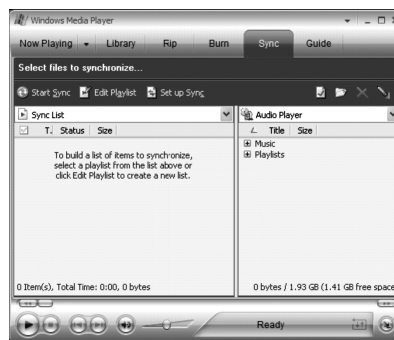 Windows Media Player
Now Playing Library Rip Burn Sync Guide
Select files to synchronize...
Start Sync Edit Playlist Set up Sync
Sync List Audio Player
T. Status Size Title Size
To build a list of items to synchronize,
select a playlist from the list above or
click Edit Playlist to create a new list.
Music
Playlists
0 Item(s), Total Time: 0:00, 0 bytes 0 bytes / 1.93 GB (1.41 GB free space
Ready